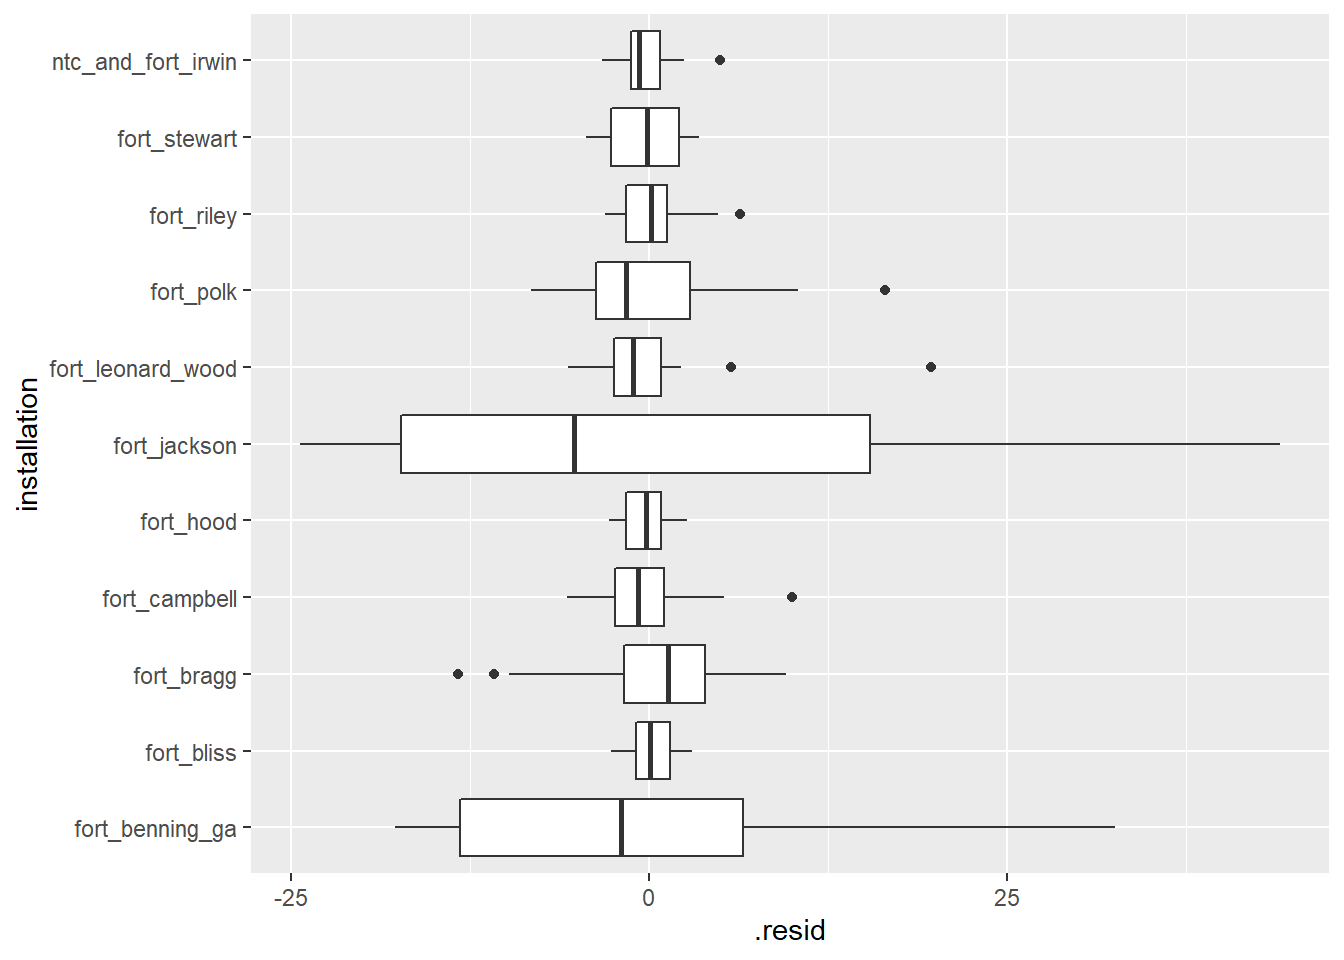 ntc_and_fort_irwin
fort_stewart
fort_riley
fort_polk
fort_leonard_wood
fort_jackson
fort_hood
fort_campbell
fort_bragg
fort_bliss
fort_benning_ga
installation
-25 0 25
.resid